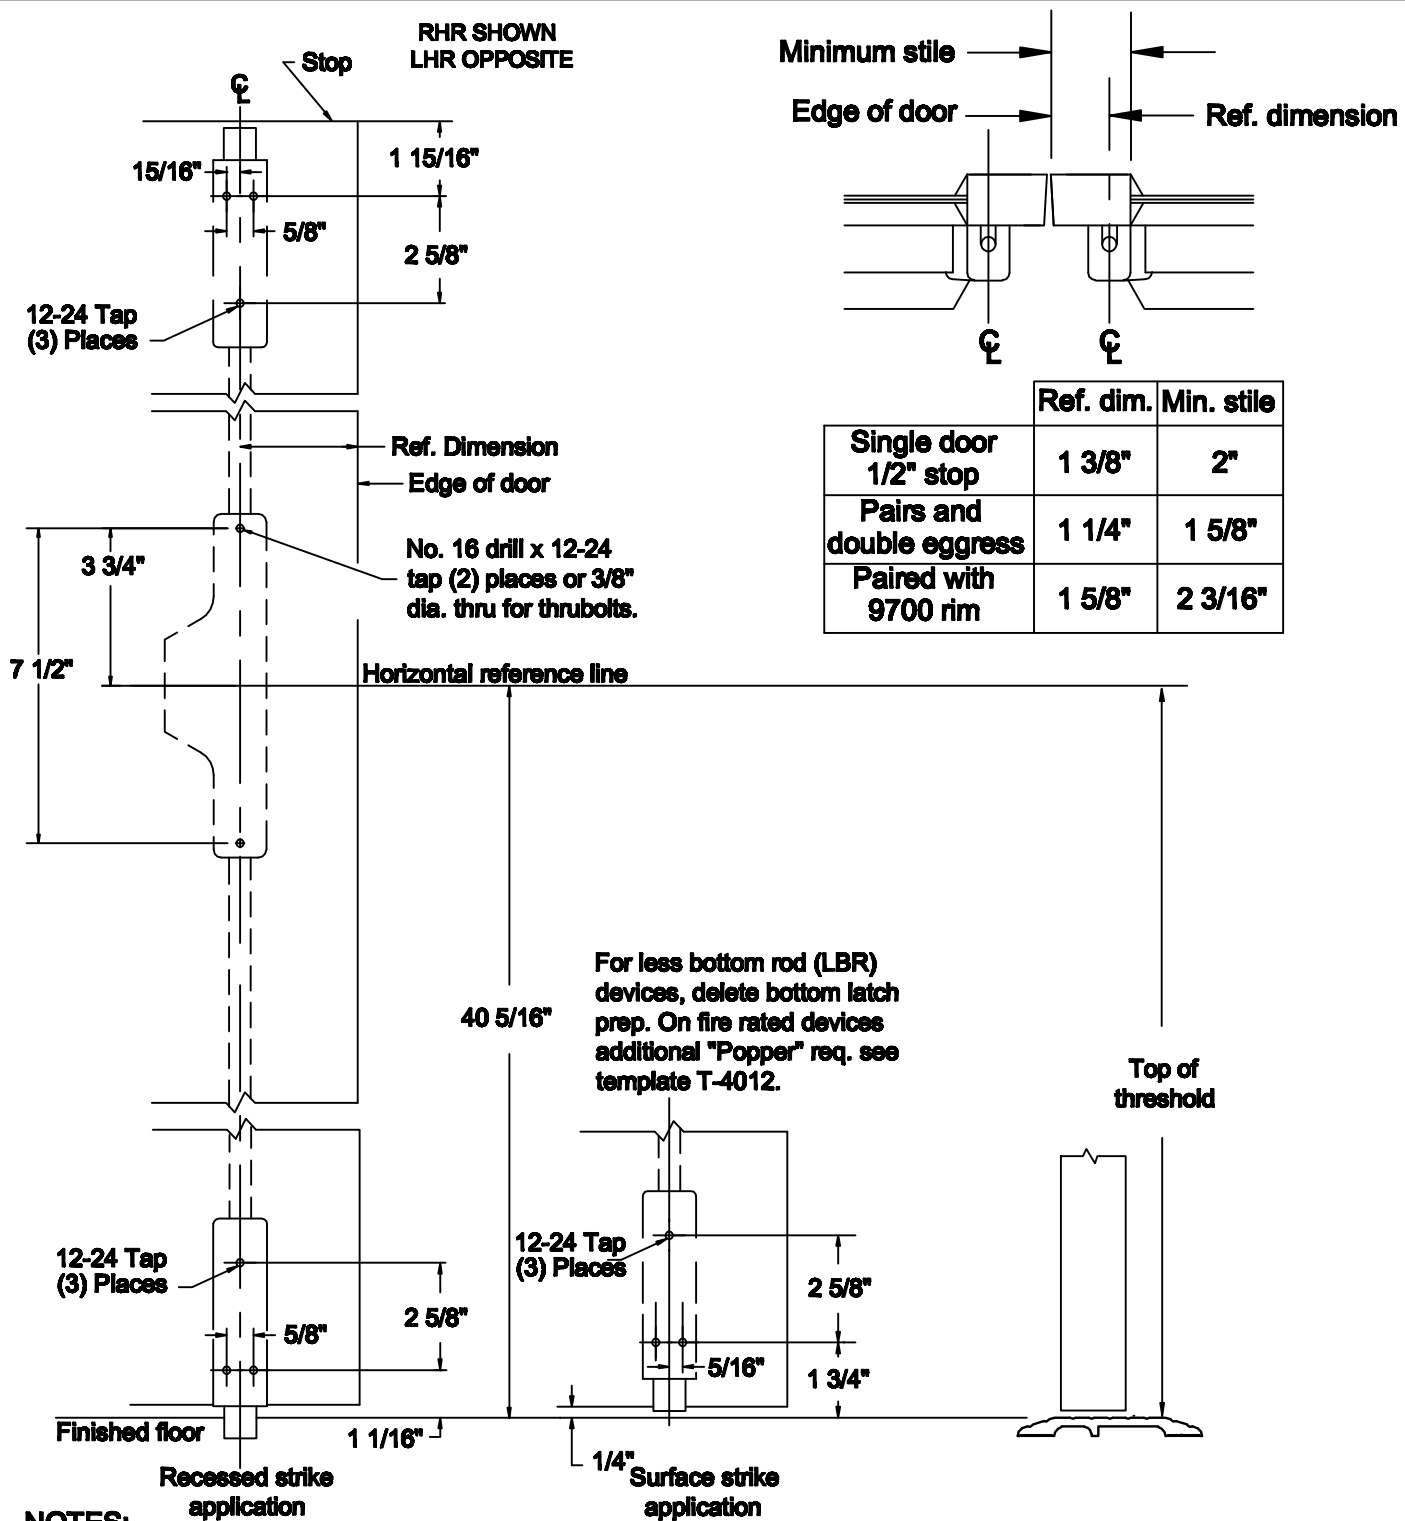 RHR SHOWN
LHR OPPOSITE
Stop
℄
1 15/16"
15/16"
5/8"
2 5/8"
12-24 Tap
(3) Places
Ref. Dimension
Edge of door
3 3/4"
No. 16 drill x 12-24
tap (2) places or 3/8"
dia. thru for thrubolts.
7 1/2"
Horizontal reference line
Minimum stile
Edge of door
Ref. dimension
℄
℄
Ref. dim. Min. stile
Single door
1/2" stop
1 3/8" 2"
Pairs and
double eggress
1 1/4" 1 5/8"
Paired with
9700 rim
1 5/8" 2 3/16"
40 5/16"
For less bottom rod (LBR)
devices, delete bottom latch
prep. On fire rated devices
additional "Popper" req. see
template T-4012.
Top of
threshold
12-24 Tap
(3) Places
5/8"
2 5/8"
12-24 Tap
(3) Places
2 5/8"
5/16"
1 3/4"
Finished floor
1 1/16"
1/4"
Recessed strike
application
Surface strike
application
NOTES: